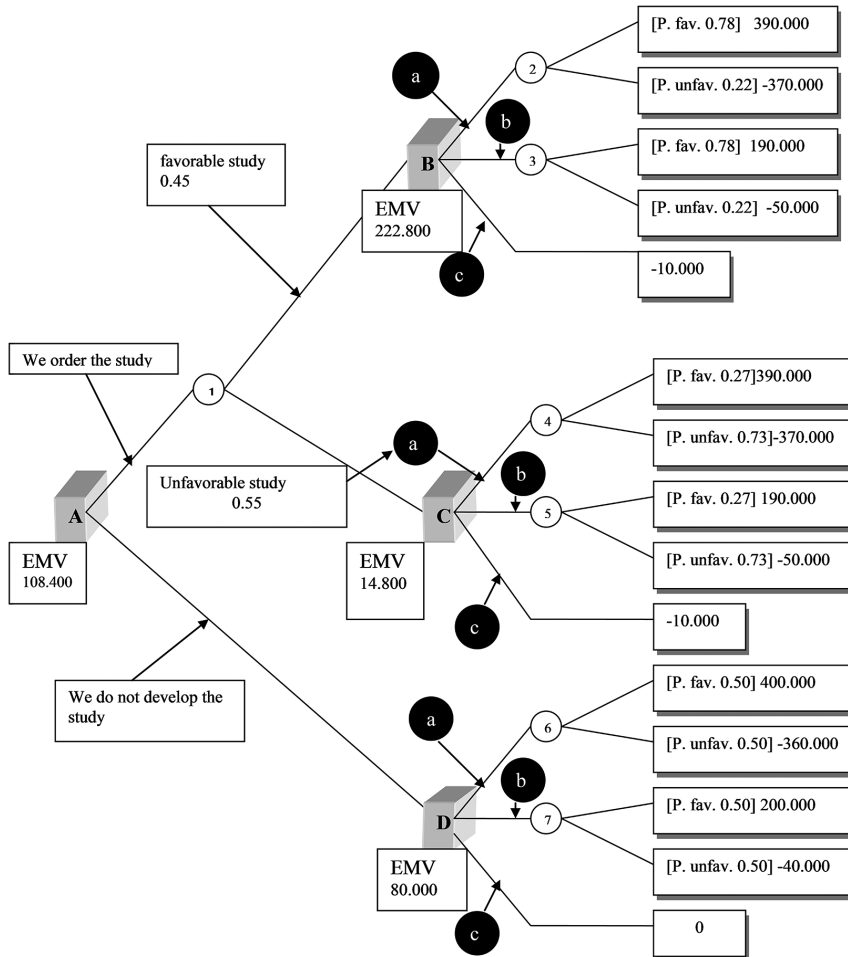 [P. fav. 0.78] 390.000
2
a
[P. unfav. 0.22] -370.000
b
[P. fav. 0.78] 190.000
favorable study
0.45
B
3
EMV
222.800
[P. unfav. 0.22] -50.000
c
-10.000
We order the study
1
[P. fav. 0.27]390.000
4
a
[P. unfav. 0.73]-370.000
Unfavorable study
0.55
b
[P. fav. 0.27] 190.000
A
C
5
EMV
108.400
EMV
14.800
[P. unfav. 0.73] -50.000
c
-10.000
We do not develop the
study
[P. fav. 0.50] 400.000
a
6
[P. unfav. 0.50] -360.000
b
[P. fav. 0.50] 200.000
D
7
EMV
80.000
[P. unfav. 0.50] -40.000
c
0